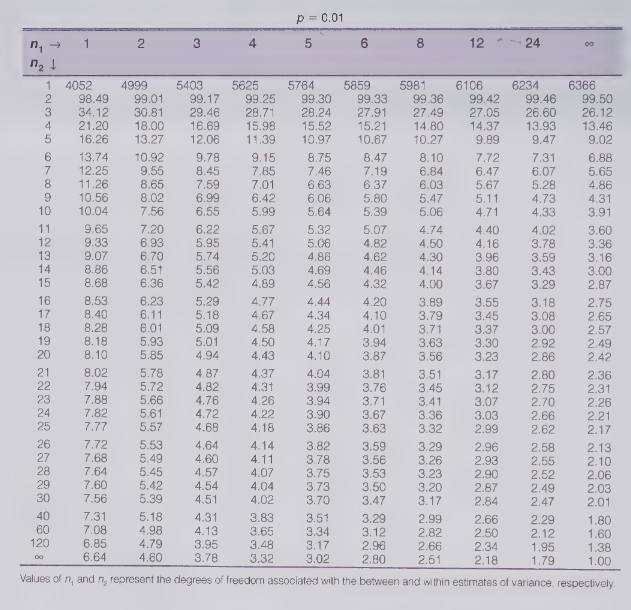 p = 0.01
n₁ → 1 2 3 4 5 6 8 12 24 ∞
n₂ ↓
1 4052 4999 5403 5625 5764 5859 5981 6106 6234 6366
2 98.49 99.01 99.17 99.25 99.30 99.33 99.36 99.42 99.46 99.50
3 34.12 30.81 29.46 28.71 28.24 27.91 27.49 27.05 26.60 26.12
4 21.20 18.00 16.69 15.98 15.52 15.21 14.80 14.37 13.93 13.46
5 16.26 13.27 12.06 11.39 10.97 10.67 10.27 9.89 9.47 9.02
6 13.74 10.92 9.78 9.15 8.75 8.47 8.10 7.72 7.31 6.88
7 12.25 9.55 8.45 7.85 7.46 7.19 6.84 6.47 6.07 5.65
8 11.26 8.65 7.59 7.01 6.63 6.37 6.03 5.67 5.28 4.86
9 10.56 8.02 6.99 6.42 6.06 5.80 5.47 5.11 4.73 4.31
10 10.04 7.56 6.55 5.99 5.64 5.39 5.06 4.71 4.33 3.91
11 9.65 7.20 6.22 5.67 5.32 5.07 4.74 4.40 4.02 3.60
12 9.33 6.93 5.95 5.41 5.06 4.82 4.50 4.16 3.78 3.36
13 9.07 6.70 5.74 5.20 4.86 4.62 4.30 3.96 3.59 3.16
14 8.86 6.51 5.56 5.03 4.69 4.46 4.14 3.80 3.43 3.00
15 8.68 6.36 5.42 4.89 4.56 4.32 4.00 3.67 3.29 2.87
16 8.53 6.23 5.29 4.77 4.44 4.20 3.89 3.55 3.18 2.75
17 8.40 6.11 5.18 4.67 4.34 4.10 3.79 3.45 3.08 2.65
18 8.28 6.01 5.09 4.58 4.25 4.01 3.71 3.37 3.00 2.57
19 8.18 5.93 5.01 4.50 4.17 3.94 3.63 3.30 2.92 2.49
20 8.10 5.85 4.94 4.43 4.10 3.87 3.56 3.23 2.86 2.42
21 8.02 5.78 4.87 4.37 4.04 3.81 3.51 3.17 2.80 2.36
22 7.94 5.72 4.82 4.31 3.99 3.76 3.45 3.12 2.75 2.31
23 7.88 5.66 4.76 4.26 3.94 3.71 3.41 3.07 2.70 2.26
24 7.82 5.61 4.72 4.22 3.90 3.67 3.36 3.03 2.66 2.21
25 7.77 5.57 4.68 4.18 3.86 3.63 3.32 2.99 2.62 2.17
26 7.72 5.53 4.64 4.14 3.82 3.59 3.29 2.96 2.58 2.13
27 7.68 5.49 4.60 4.11 3.78 3.56 3.26 2.93 2.55 2.10
28 7.64 5.45 4.57 4.07 3.75 3.53 3.23 2.90 2.52 2.06
29 7.60 5.42 4.54 4.04 3.73 3.50 3.20 2.87 2.49 2.03
30 7.56 5.39 4.51 4.02 3.70 3.47 3.17 2.84 2.47 2.01
40 7.31 5.18 4.31 3.83 3.51 3.29 2.99 2.66 2.29 1.80
60 7.08 4.98 4.13 3.65 3.34 3.12 2.82 2.50 2.12 1.60
120 6.85 4.79 3.95 3.48 3.17 2.96 2.66 2.34 1.95 1.38
∞ 6.64 4.60 3.78 3.32 3.02 2.80 2.51 2.18 1.79 1.00
Values of n₁ and n₂ represent the degrees of freedom associated with the between and within estimates of variance, respectively.